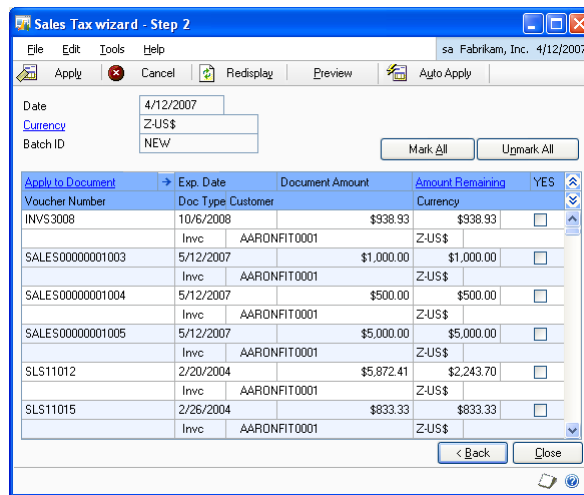 Sales Tax wizard - Step 2
File Edit Tools Help sa Fabrikam, Inc. 4/12/2007
Apply Cancel Redisplay Preview Auto Apply
Date 4/12/2007
Currency Z-US$
Batch ID NEW
Mark All Unmark All
Apply to Document Exp. Date Document Amount Amount Remaining YES
Voucher Number Doc Type Customer Currency
INVS3008 10/6/2008 $938.93 $938.93
Invc AARONFIT0001 Z-US$
SALES00000001003 5/12/2007 $1,000.00 $1,000.00
Invc AARONFIT0001 Z-US$
SALES00000001004 5/12/2007 $500.00 $500.00
Invc AARONFIT0001 Z-US$
SALES00000001005 5/12/2007 $5,000.00 $5,000.00
Invc AARONFIT0001 Z-US$
SLS11012 2/20/2004 $5,872.41 $2,243.70
Invc AARONFIT0001 Z-US$
SLS11015 2/26/2004 $833.33 $833.33
Invc AARONFIT0001 Z-US$
< Back Close